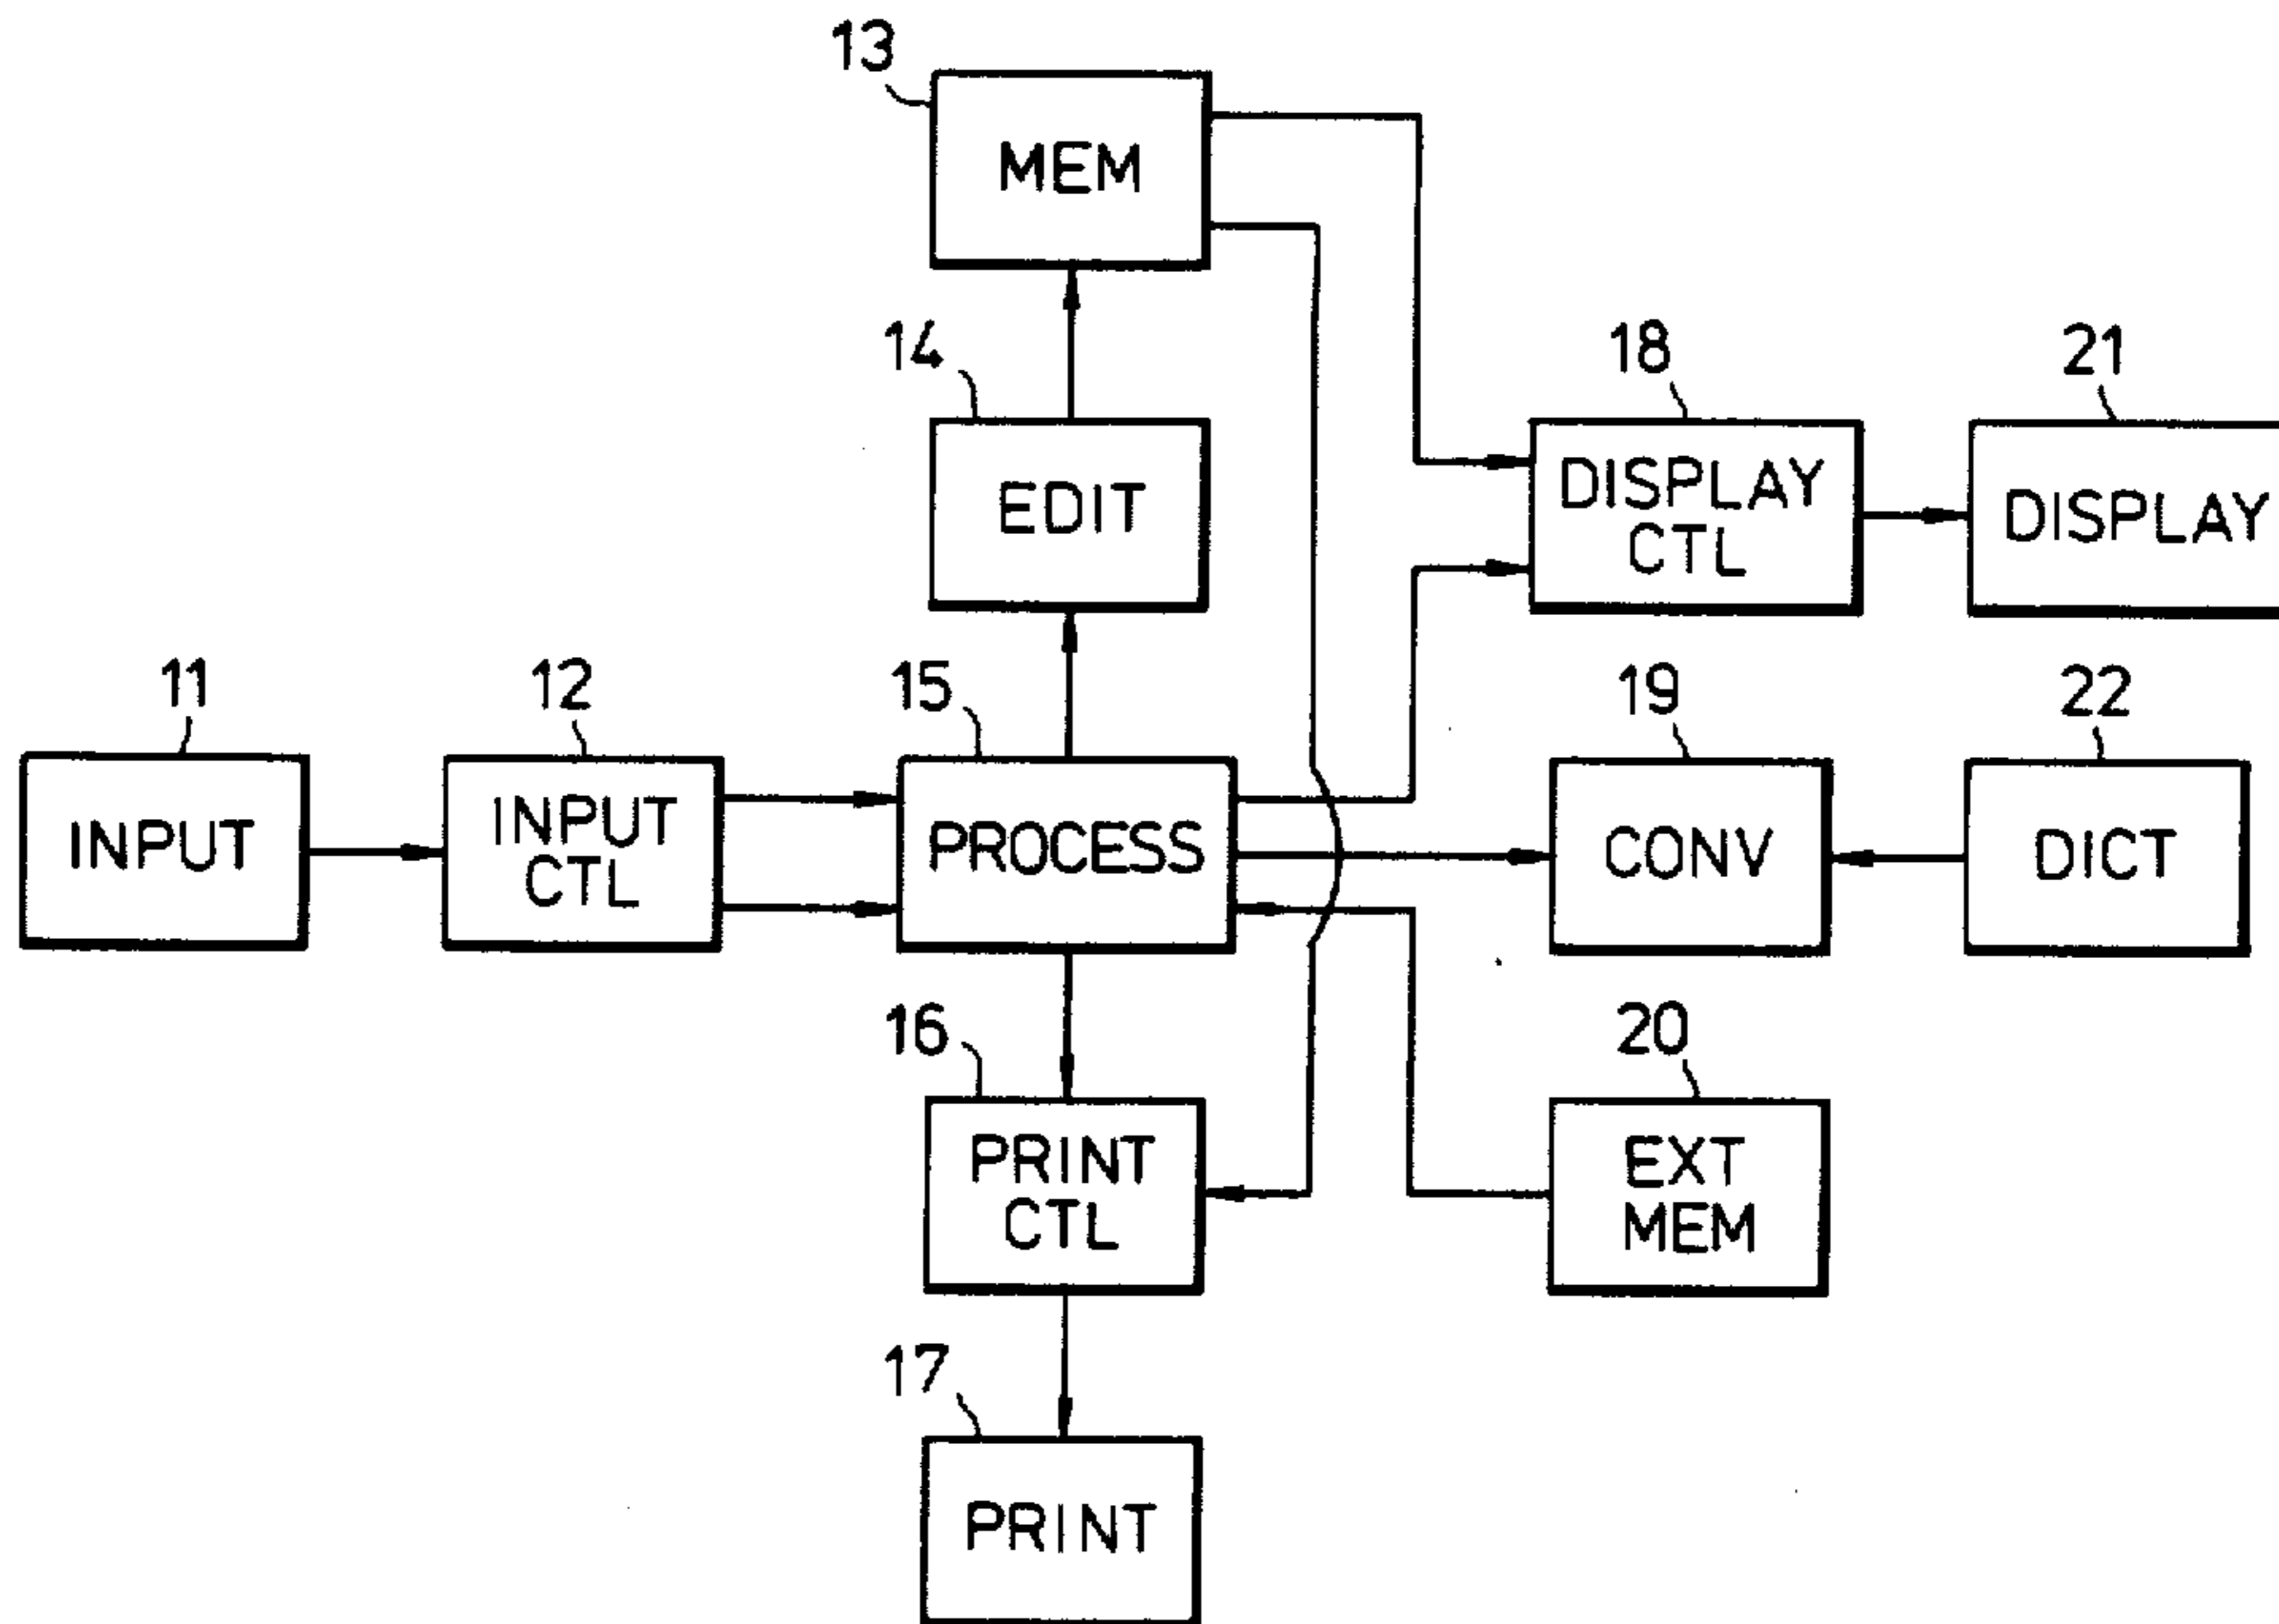 13
MEM
14
EDIT
18
DISPLAY
CTL
21
DISPLAY
11
INPUT
12
INPUT
CTL
15
PROCESS
19
CONV
22
DICT
16
PRINT
CTL
20
EXT
MEM
17
PRINT